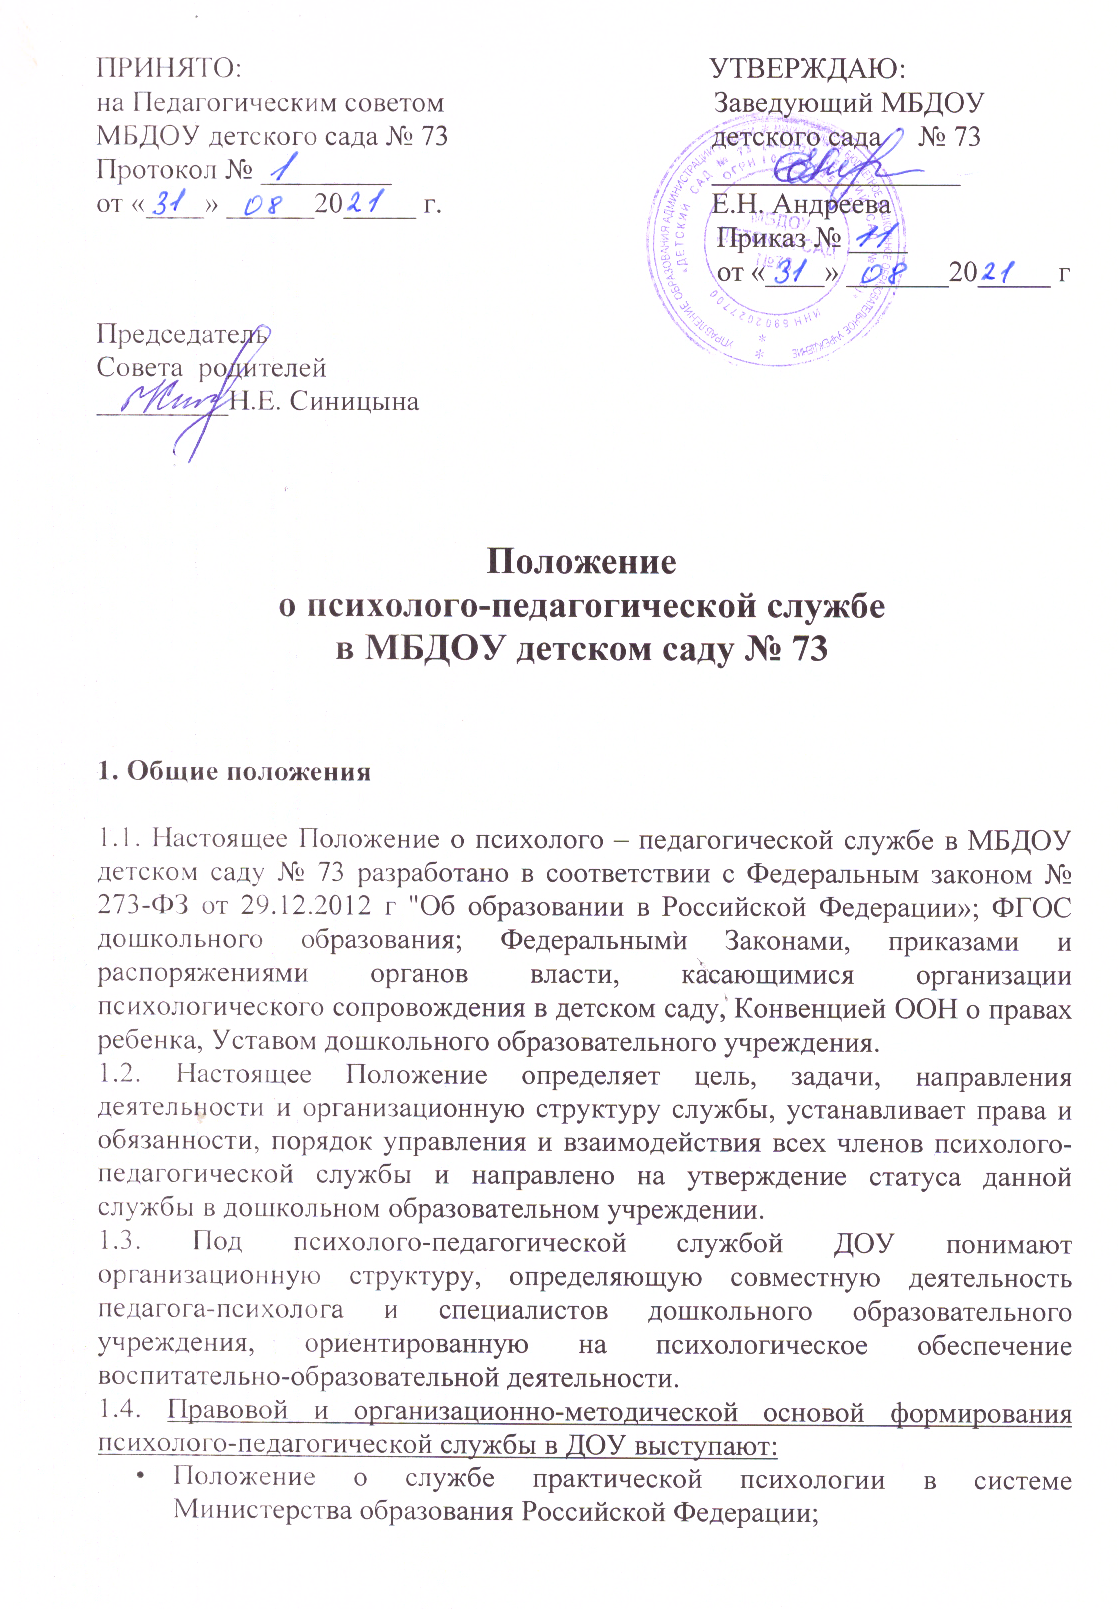 ПРИНЯТО:
на Педагогическим советом
МБДОУ детского сада № 73
Протокол № 1
от «31» 08 2021 г.
УТВЕРЖДАЮ:
Заведующий МБДОУ
детского сада № 73
Е.Н. Андреева
Приказ № 11
от «31» 08 2021 г
МБДОУ
ДЕТСКИЙ САД
№73
Председатель
Совета родителей
Н.Е. Синицына
Положение
о психолого-педагогической службе
в МБДОУ детском саду № 73
1. Общие положения
1.1. Настоящее Положение о психолого – педагогической службе в МБДОУ
детском саду № 73 разработано в соответствии с Федеральным законом №
273-ФЗ от 29.12.2012 г "Об образовании в Российской Федерации»; ФГОС
дошкольного образования; Федеральными Законами, приказами и
распоряжениями органов власти, касающимися организации
психологического сопровождения в детском саду, Конвенцией ООН о правах
ребенка, Уставом дошкольного образовательного учреждения.
1.2. Настоящее Положение определяет цель, задачи, направления
деятельности и организационную структуру службы, устанавливает права и
обязанности, порядок управления и взаимодействия всех членов психолого-
педагогической службы и направлено на утверждение статуса данной
службы в дошкольном образовательном учреждении.
1.3. Под психолого-педагогической службой ДОУ понимают
организационную структуру, определяющую совместную деятельность
педагога-психолога и специалистов дошкольного образовательного
учреждения, ориентированную на психологическое обеспечение
воспитательно-образовательной деятельности.
1.4. Правовой и организационно-методической основой формирования
психолого-педагогической службы в ДОУ выступают:
• Положение о службе практической психологии в системе
Министерства образования Российской Федерации;